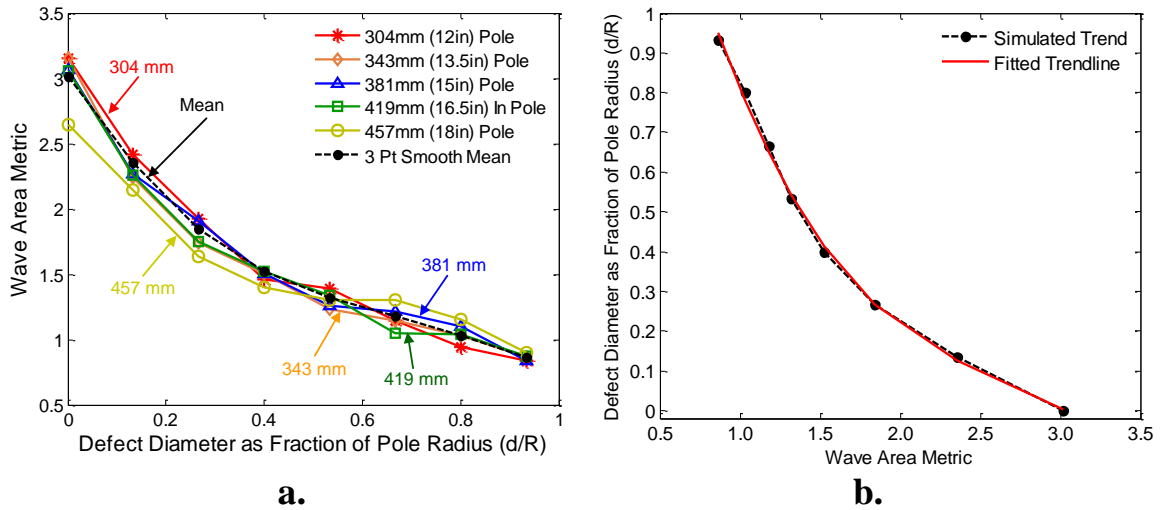 3.5
3
2.5
2
1.5
1
0.5
0
0.2
0.4
0.6
0.8
1
Wave Area Metric
Defect Diameter as Fraction of Pole Radius (d/R)
304mm (12in) Pole
343mm (13.5in) Pole
381mm (15in) Pole
419mm (16.5in) In Pole
457mm (18in) Pole
3 Pt Smooth Mean
304 mm
Mean
457 mm
381 mm
343 mm
419 mm
a.
1
0.9
0.8
0.7
0.6
0.5
0.4
0.3
0.2
0.1
0
0.5
1.0
1.5
2.0
2.5
3.0
3.5
Defect Diameter as Fraction of Pole Radius (d/R)
Wave Area Metric
Simulated Trend
Fitted Trendline
b.